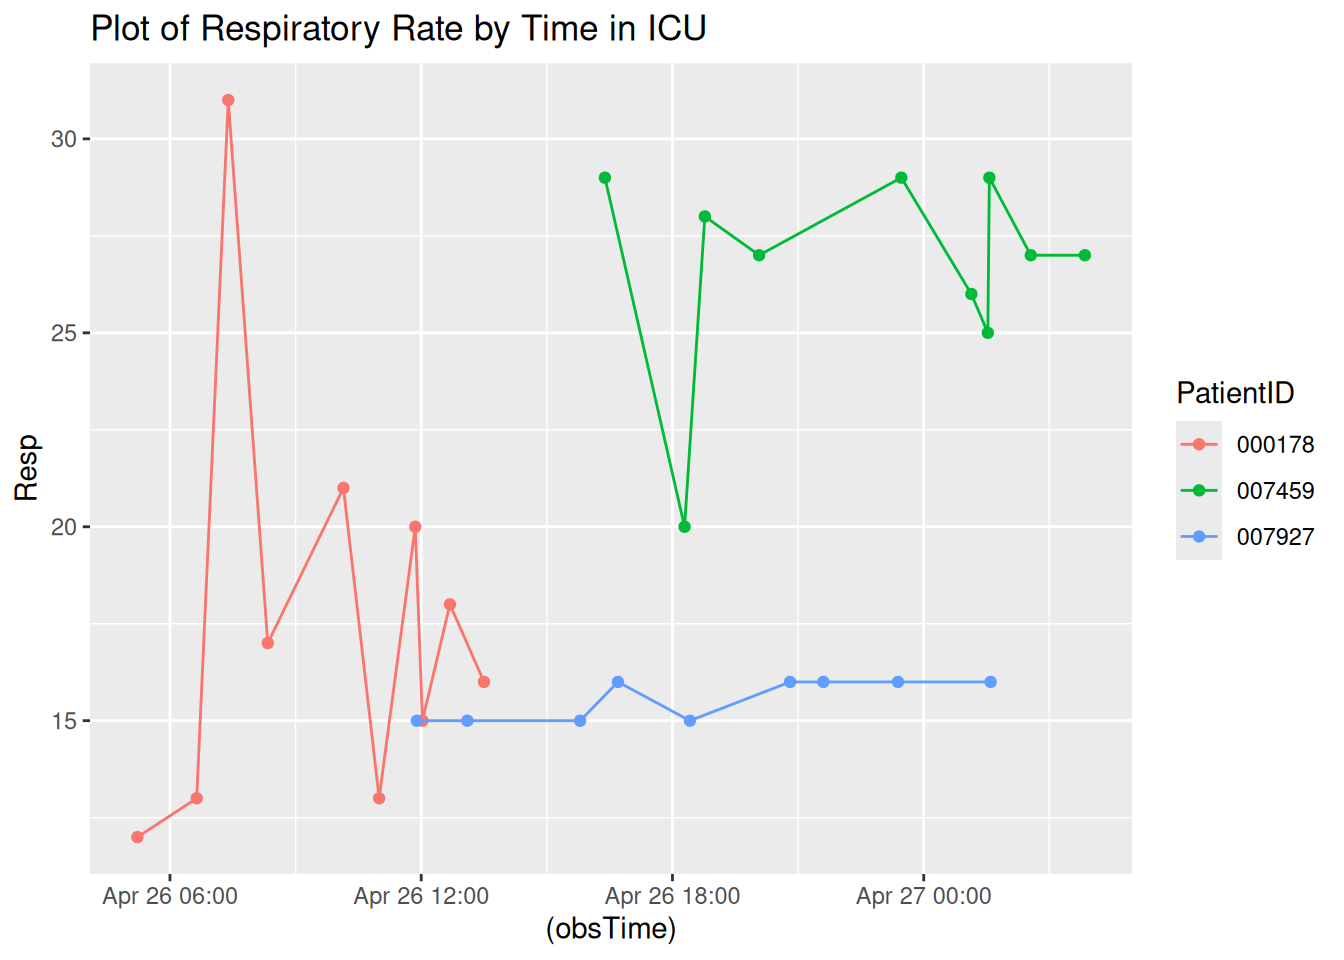 Plot of Respiratory Rate by Time in ICU
30
25
20
15
Resp
Apr 26 06:00
Apr 26 12:00
Apr 26 18:00
Apr 27 00:00
(obsTime)
PatientID
000178
007459
007927